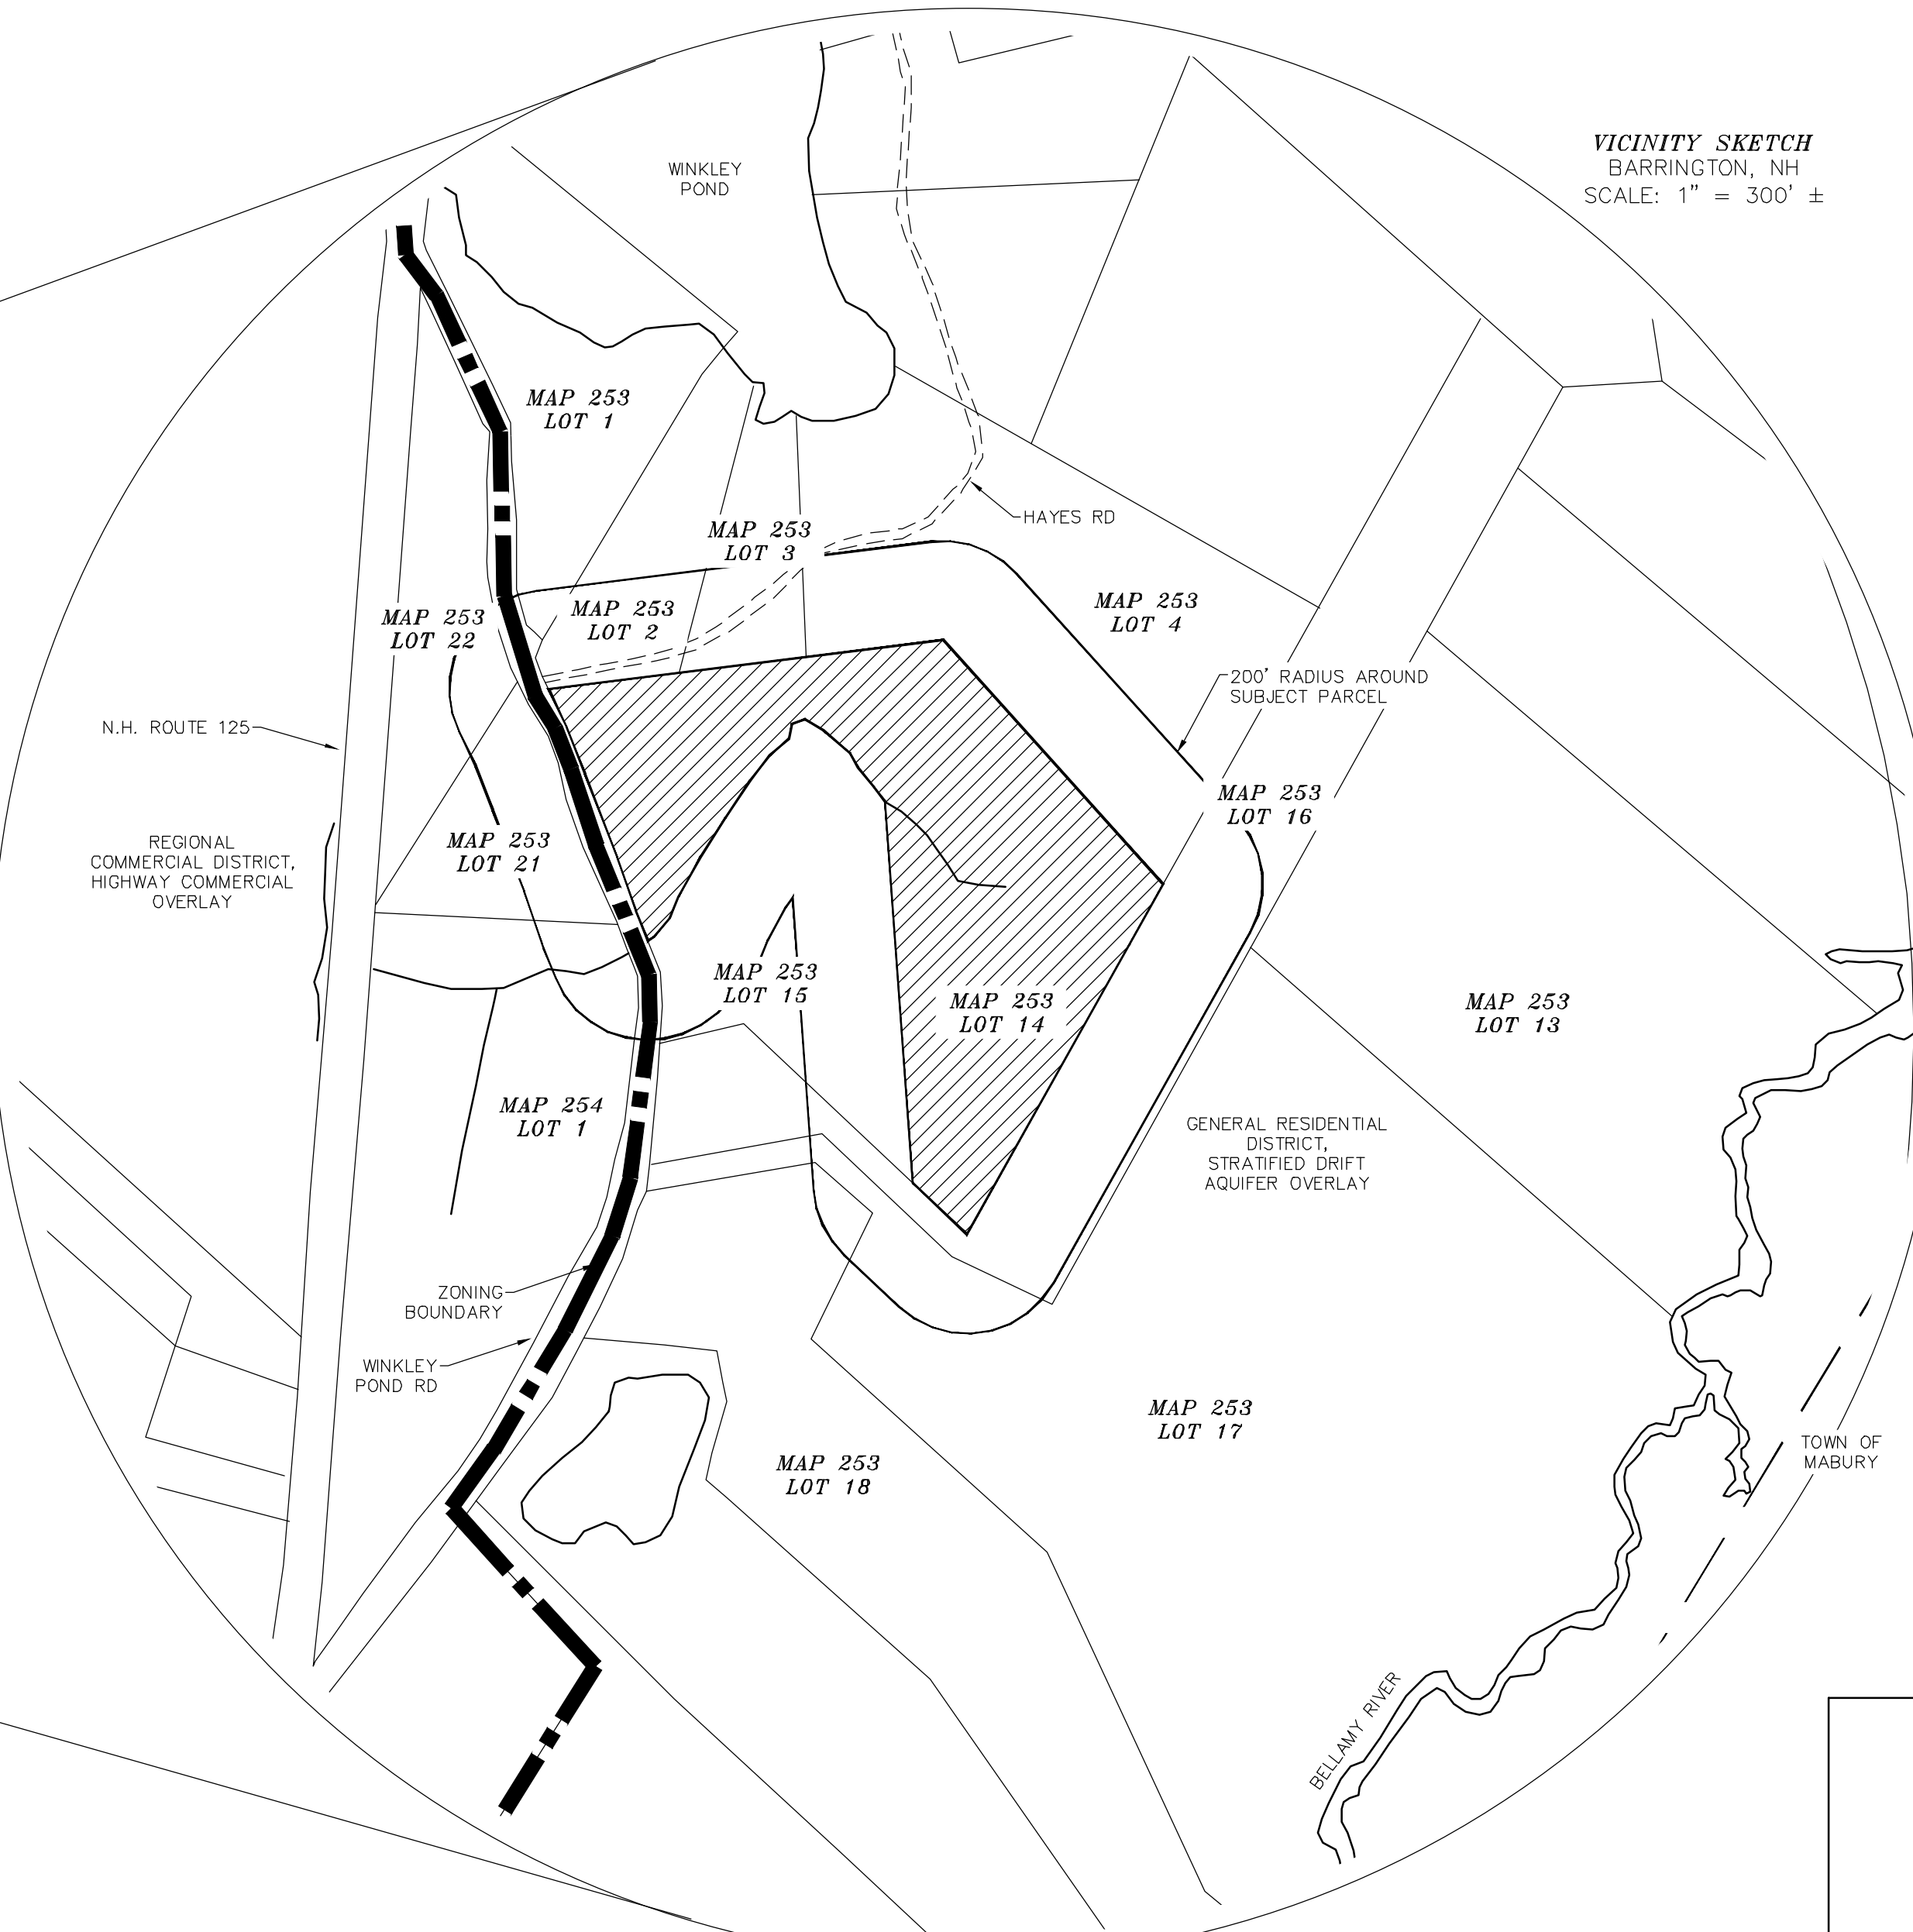 VICINITY SKETCH
BARRINGTON, NH
SCALE: 1" = 300' ±
WINKLEY
POND
MAP 253
LOT 1
HAYES RD
MAP 253
LOT 3
MAP 253
LOT 2
MAP 253
LOT 22
MAP 253
LOT 4
200' RADIUS AROUND
SUBJECT PARCEL
N.H. ROUTE 125
MAP 253
LOT 16
MAP 253
LOT 21
REGIONAL
COMMERCIAL DISTRICT,
HIGHWAY COMMERCIAL
OVERLAY
MAP 253
LOT 15
MAP 253
LOT 14
MAP 253
LOT 13
MAP 254
LOT 1
GENERAL RESIDENTIAL
DISTRICT,
STRATIFIED DRIFT
AQUIFER OVERLAY
ZONING
BOUNDARY
WINKLEY
POND RD
MAP 253
LOT 17
MAP 253
LOT 18
TOWN OF
MABURY
BELLAMY RIVER